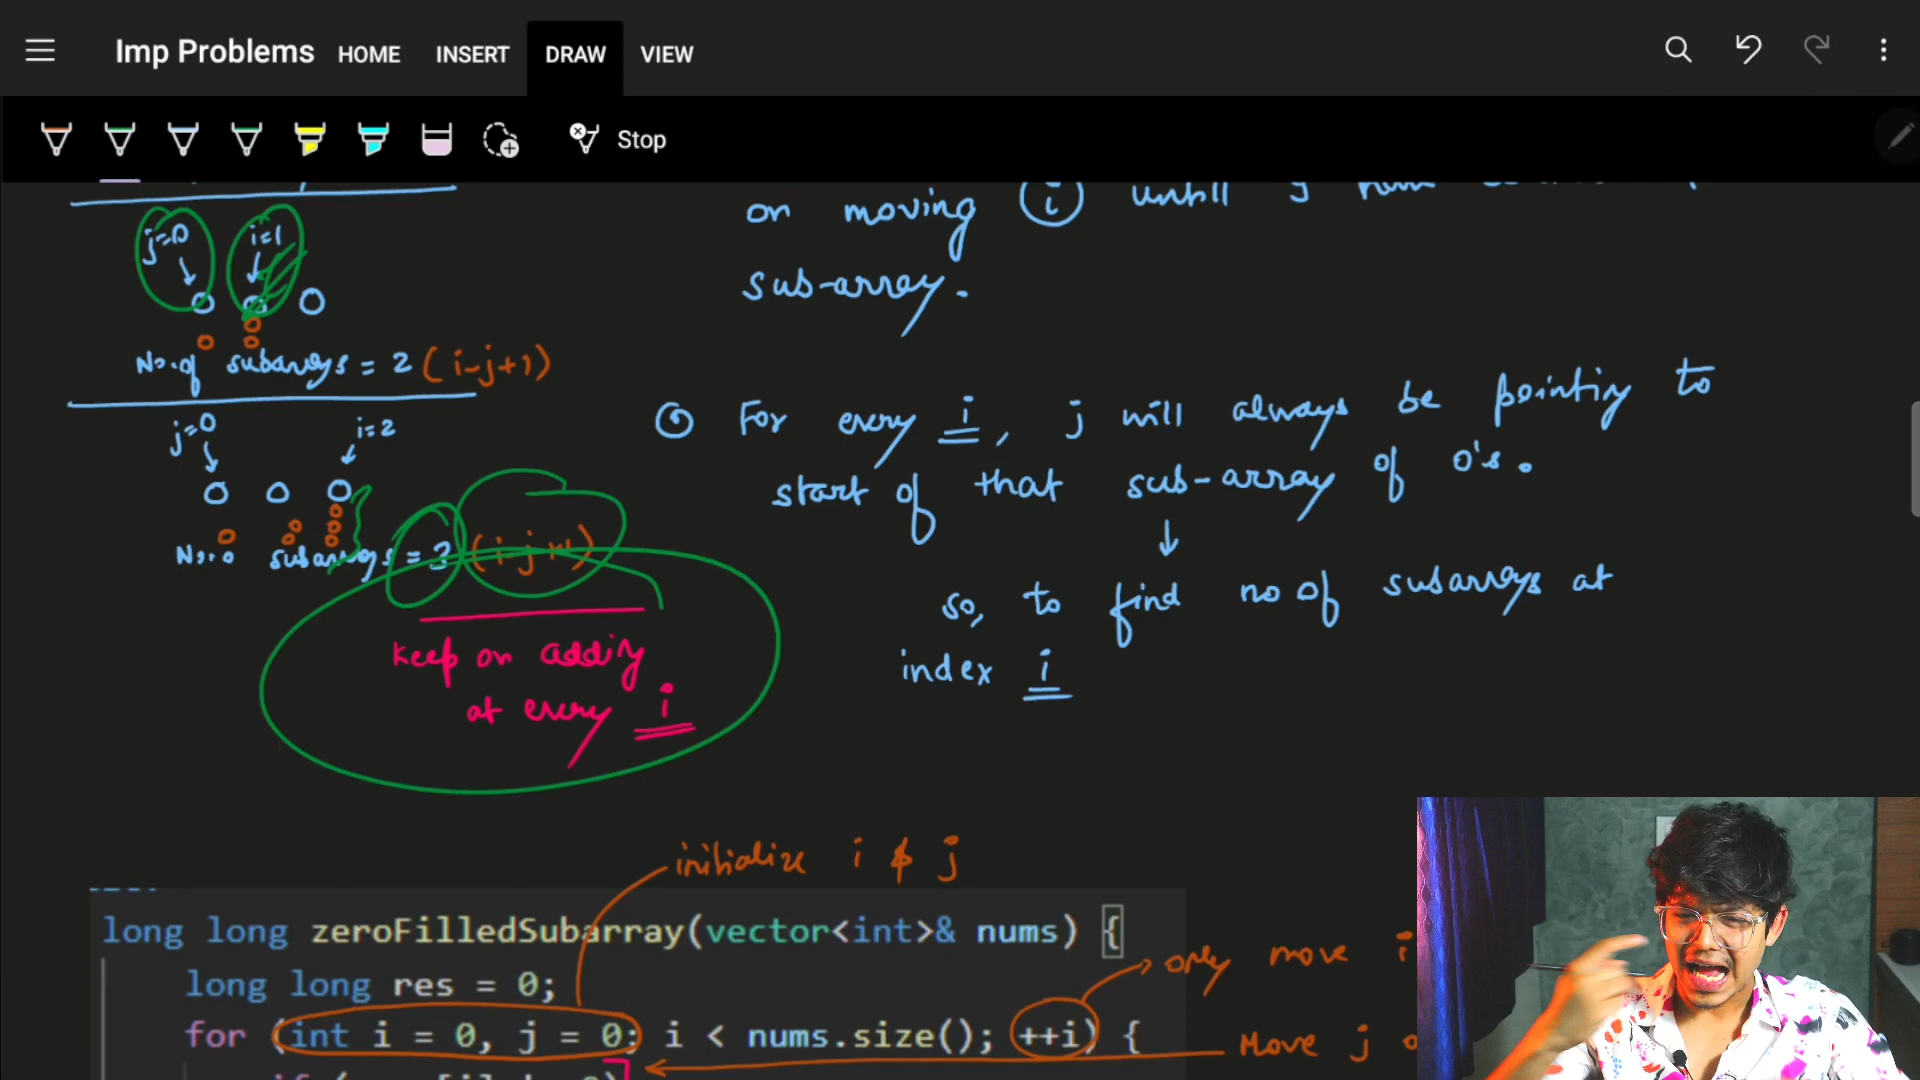 Imp Problems HOME INSERT DRAW VIEW
Stop
on moving i untill j
sub-array.
j=0 i=1
0 0
No. of subarrays = 2 (i-j+1)
j=0 i=2
0 0 0
subarrays = 3 (i-j+1)
Keep on adding
at every i
For every i, j will always be pointing to
start of that sub-array of 0's.
so, to find no of subarrays at
index i
initialize i & j
long long zeroFilledSubarray(vector<int>& nums) {
only move i
long long res = 0;
for (int i = 0, j = 0; i < nums.size(); ++i) {
Move j